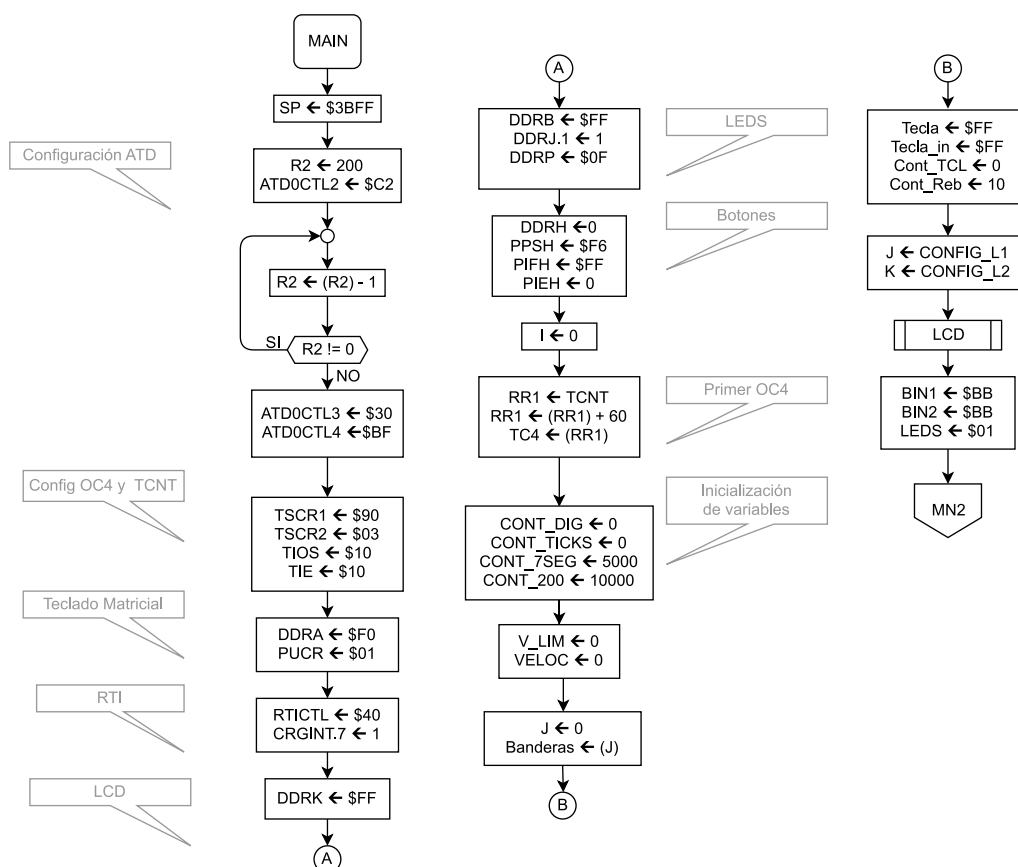 MAIN
SP ← $3BFF
Configuración ATD
R2 ← 200
ATD0CTL2 ← $C2
R2 ← (R2) - 1
SI
R2 != 0
NO
ATD0CTL3 ← $30
ATD0CTL4 ←$BF
Config OC4 y TCNT
TSCR1 ← $90
TSCR2 ← $03
TIOS ← $10
TIE ← $10
Teclado Matricial
DDRA ← $F0
PUCR ← $01
RTI
RTICTL ← $40
CRGINT.7 ← 1
LCD
DDRK ← $FF
A
A
DDRB ← $FF
DDRJ.1 ← 1
DDRP ← $0F
LEDS
DDRH ←0
PPSH ← $F6
PIFH ← $FF
PIEH ← 0
Botones
I ← 0
RR1 ← TCNT
RR1 ← (RR1) + 60
TC4 ← (RR1)
Primer OC4
CONT_DIG ← 0
CONT_TICKS ← 0
CONT_7SEG ← 5000
CONT_200 ← 10000
Inicialización
de variables
V_LIM ← 0
VELOC ← 0
J ← 0
Banderas ← (J)
B
B
Tecla ← $FF
Tecla_in ← $FF
Cont_TCL ← 0
Cont_Reb ← 10
J ← CONFIG_L1
K ← CONFIG_L2
LCD
BIN1 ← $BB
BIN2 ← $BB
LEDS ← $01
MN2